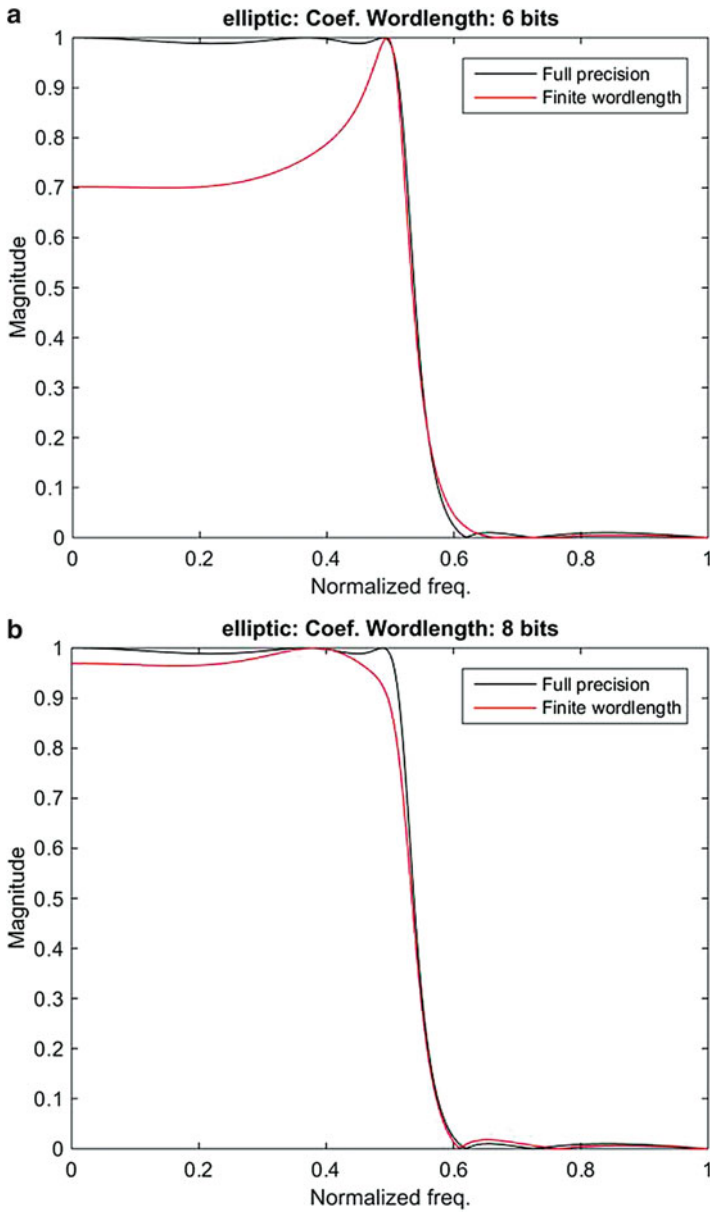 a
elliptic: Coef. Wordlength: 6 bits
1
0.9
0.8
0.7
0.6
0.5
0.4
0.3
0.2
0.1
0
Magnitude
Full precision
Finite wordlength
0 0.2 0.4 0.6 0.8 1
Normalized freq.
b
elliptic: Coef. Wordlength: 8 bits
1
0.9
0.8
0.7
0.6
0.5
0.4
0.3
0.2
0.1
0
Magnitude
Full precision
Finite wordlength
0 0.2 0.4 0.6 0.8 1
Normalized freq.